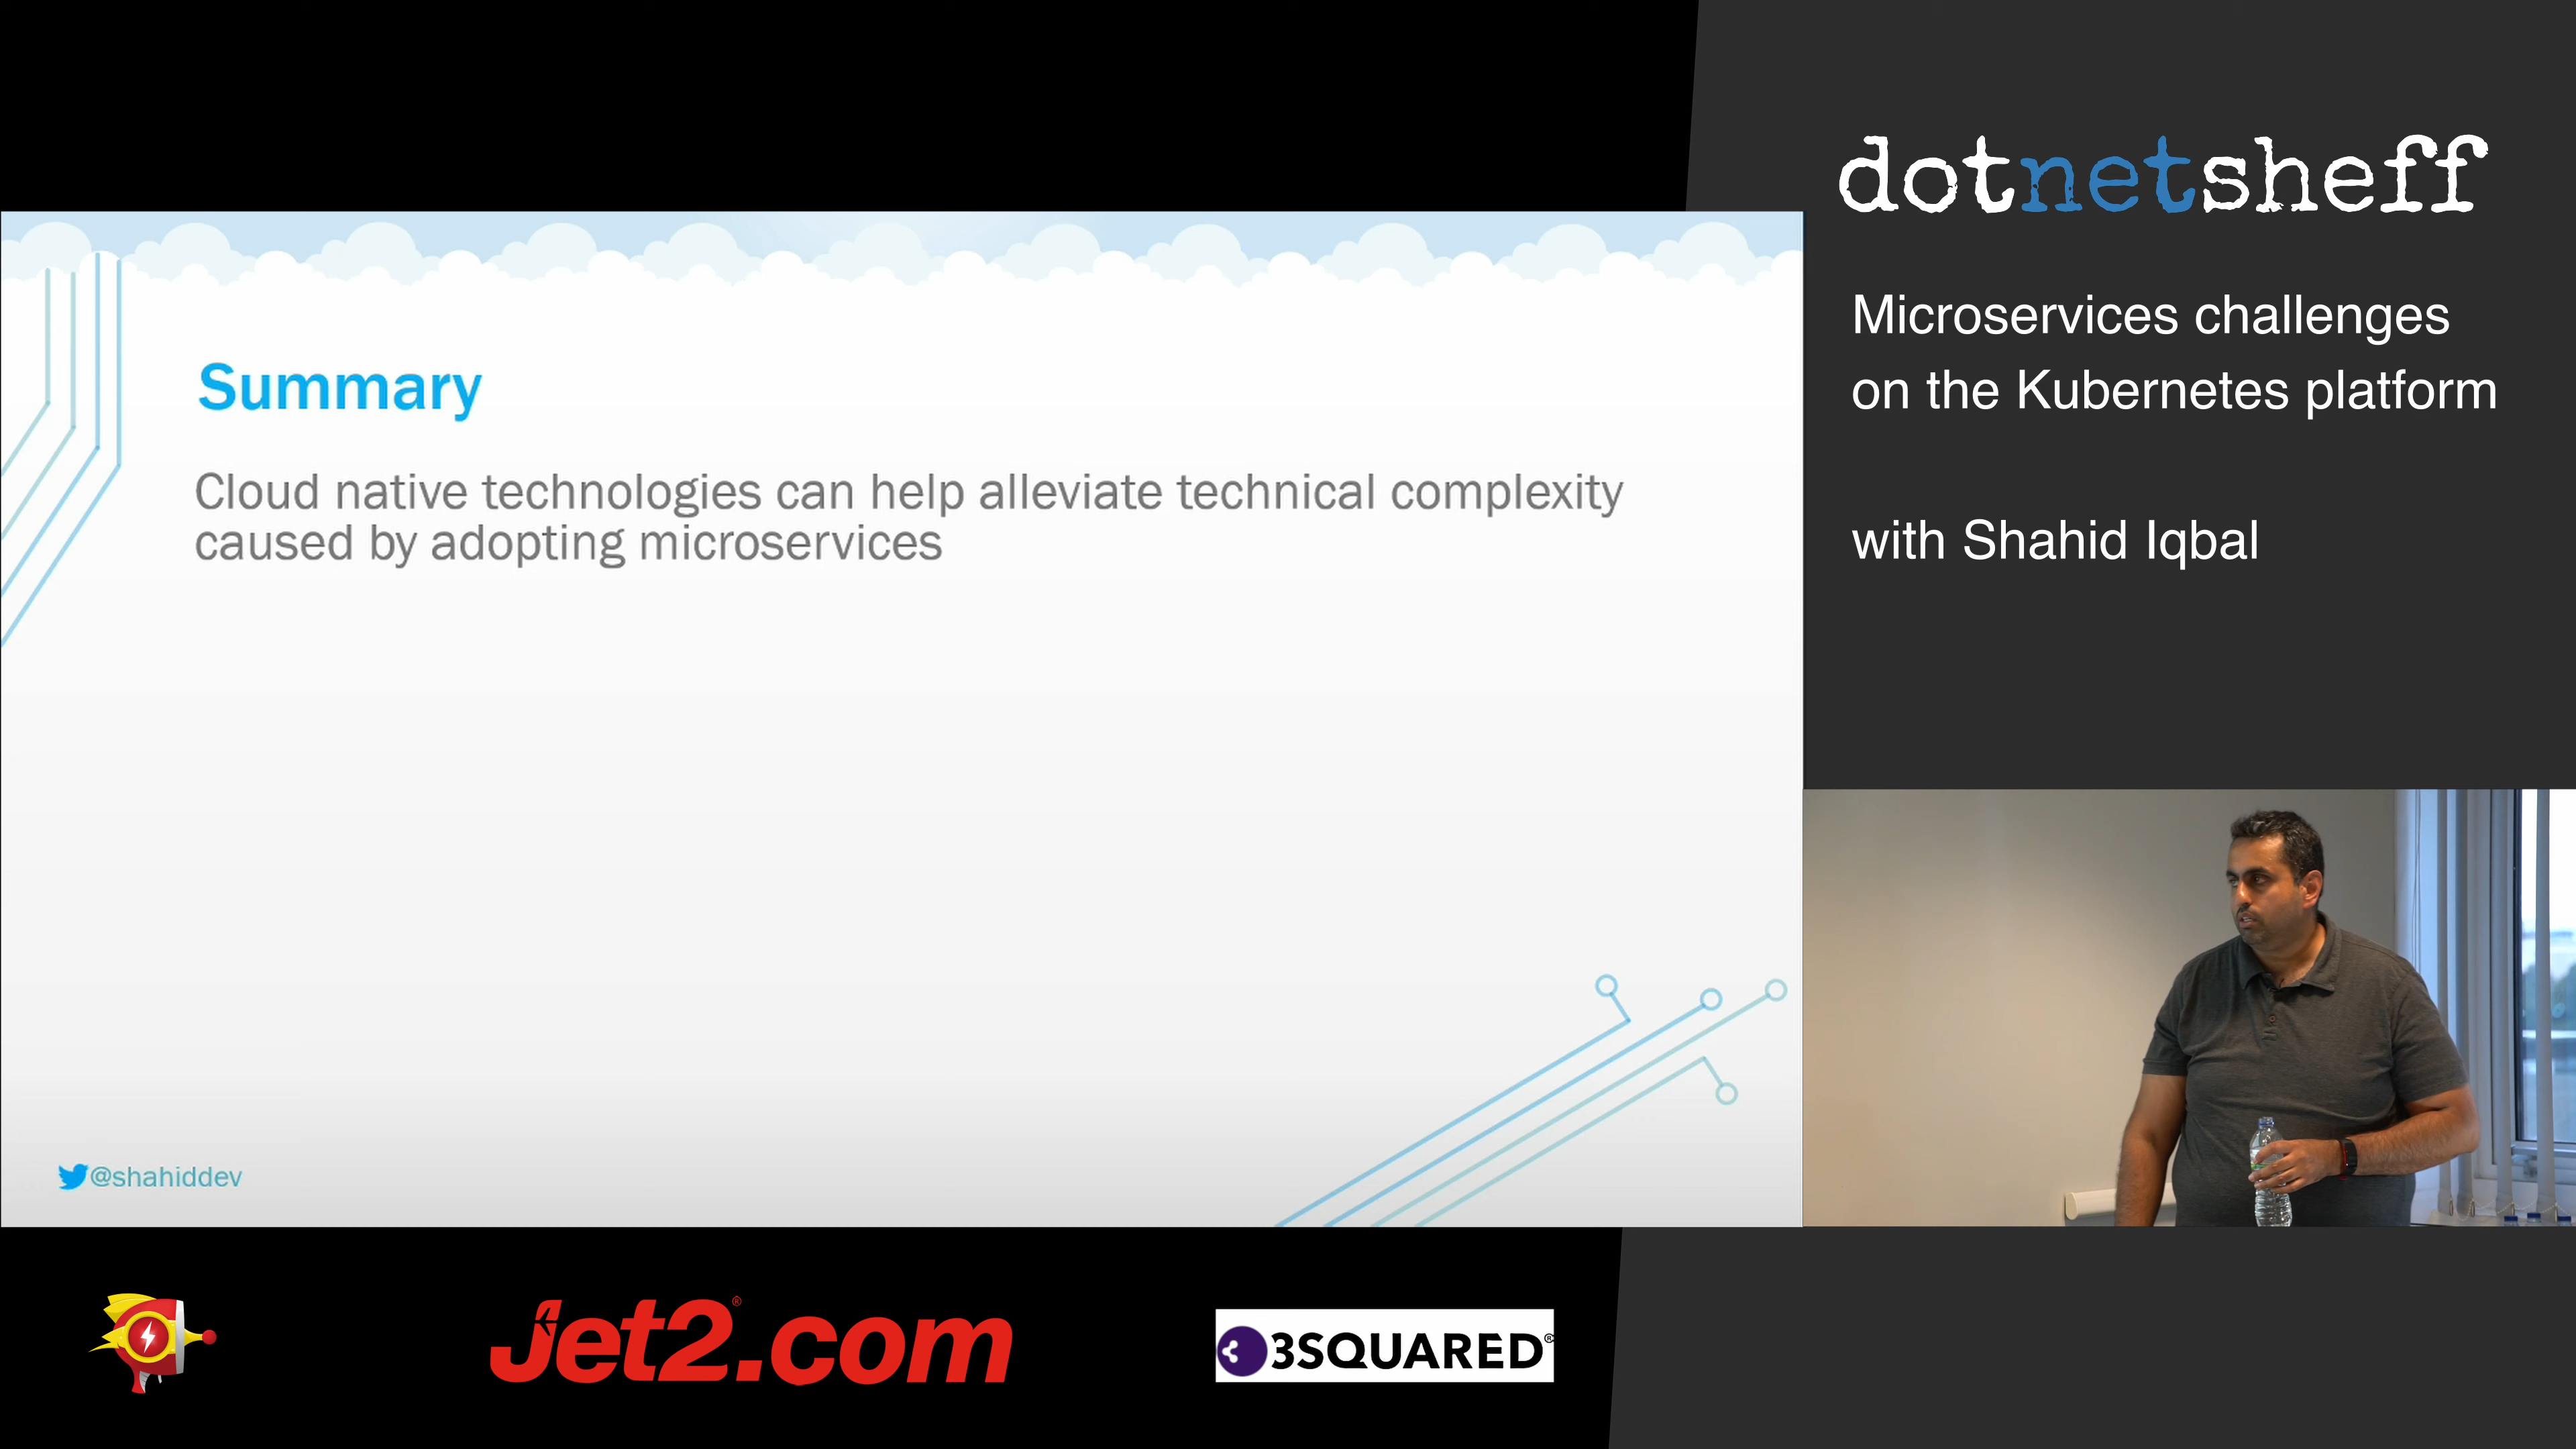 dotnetsheff
Microservices challenges
on the Kubernetes platform
with Shahid Iqbal
Summary
Cloud native technologies can help alleviate technical complexity
caused by adopting microservices
@shahiddev
Jet2.com®
3SQUARED®